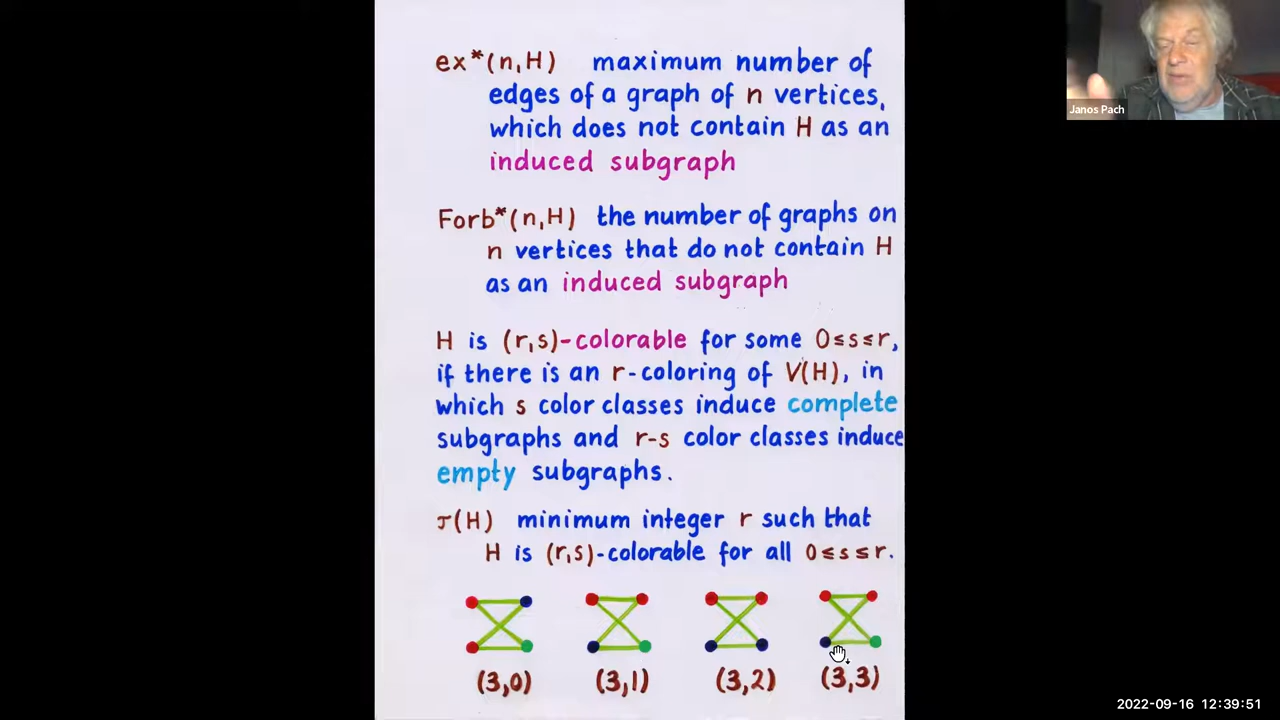 ex*(n,H) maximum number of
edges of a graph of n vertices,
which does not contain H as an
induced subgraph
Forb*(n,H) the number of graphs on
n vertices that do not contain H
as an induced subgraph
H is (r,s)-colorable for some 0≤s≤r,
if there is an r-coloring of V(H), in
which s color classes induce complete
subgraphs and r-s color classes induce
empty subgraphs.
τ(H) minimum integer r such that
H is (r,s)-colorable for all 0≤s≤r.
(3,0) (3,1) (3,2) (3,3)
Janos Pach
2022-09-16 12:39:51